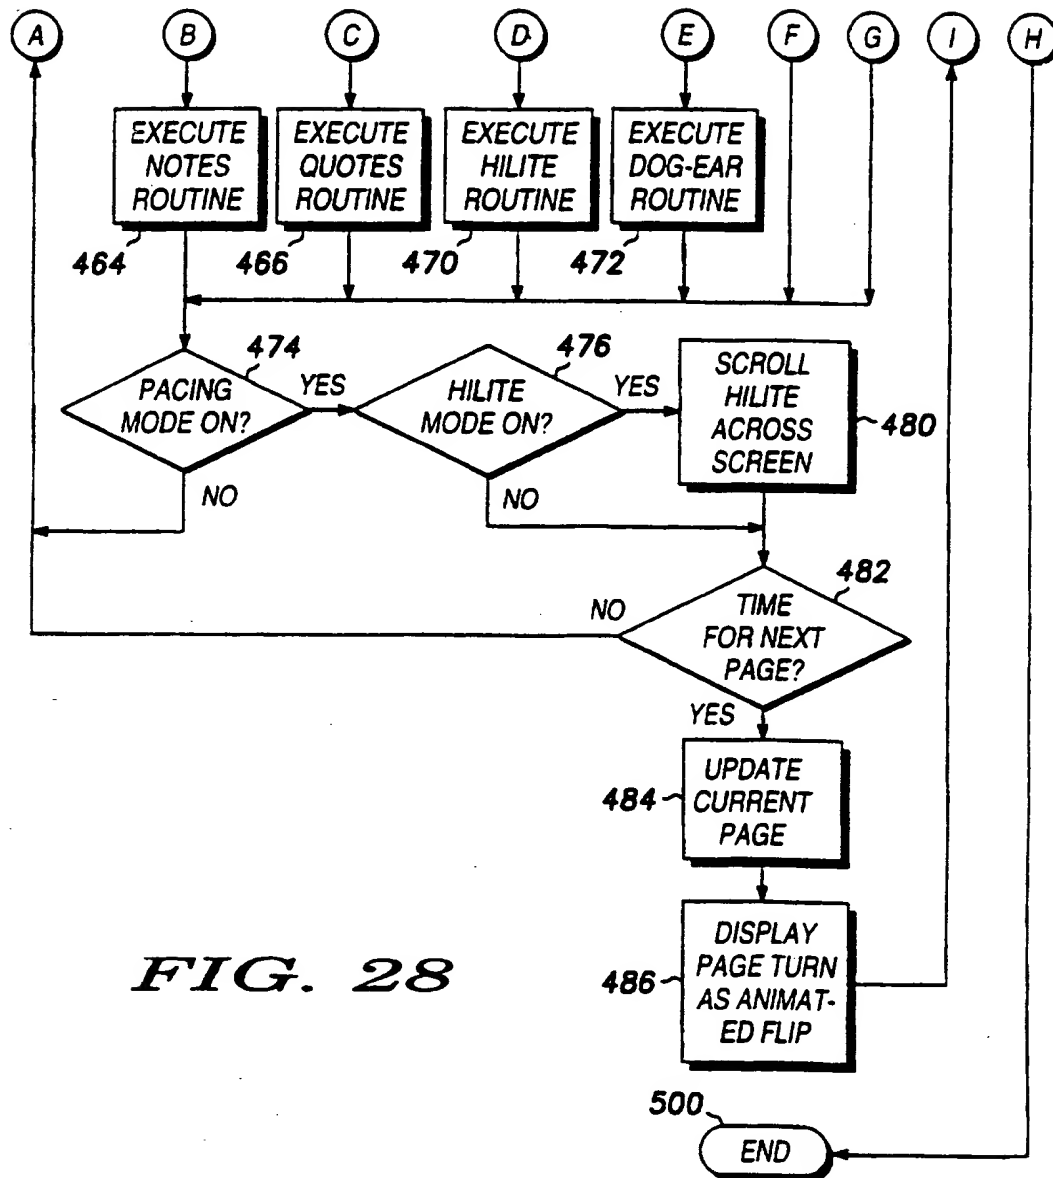 A B C D E F G I H
EXECUTE
NOTES
ROUTINE
EXECUTE
QUOTES
ROUTINE
EXECUTE
HILITE
ROUTINE
EXECUTE
DOG-EAR
ROUTINE
464
466
470
472
474
PACING
MODE ON?
YES
NO
476
HILITE
MODE ON?
YES
NO
SCROLL
HILITE
ACROSS
SCREEN
480
482
TIME
FOR NEXT
PAGE?
NO
YES
484
UPDATE
CURRENT
PAGE
486
DISPLAY
PAGE TURN
AS ANIMAT-
ED FLIP
FIG. 28
500
END